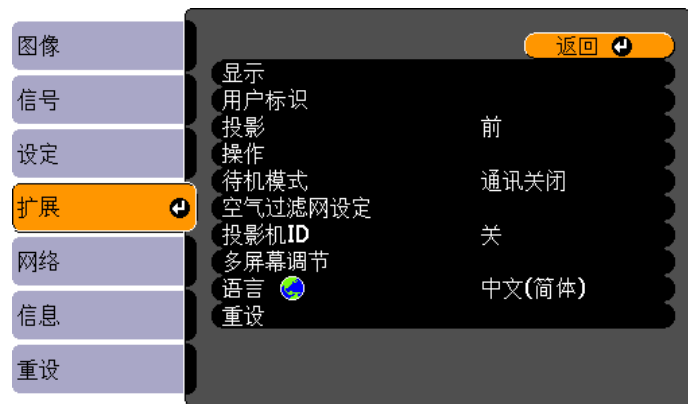 图像
信号
设定
扩展
网络
信息
重设
返回
显示
用户标识
投影 前
操作
待机模式 通讯关闭
空气过滤网设定
投影机ID 关
多屏幕调节
语言 中文(简体)
重设